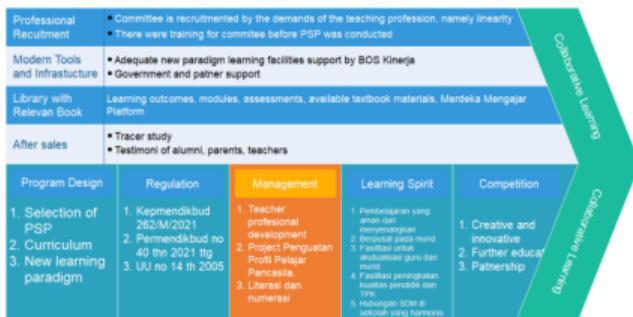 Professional
Recuitment
• Committee is recruitmented by the demands of the teaching profession, namely linearity
• There were training for commitee before PSP was conducted
Modern Tools
and Infrastucture
• Adequate new paradigm learning facilities support by BOS Kinerja
• Government and patner support
Library with
Relevan Book
Learning outcomes, modules, assessments, available textbook materials, Merdeka Mengajar
Platform
After sales
• Tracer study
• Testimoni of alumni, parents, teachers
Collaborative Learning
Program Design
1. Selection of
PSP
2. Curriculum
3. New learning
paradigm
Regulation
1. Kepmendikbud
262/M/2021
2. Permendikbud no
40 thn 2021 ttg
3. UU no 14 th 2005
Management
1. Teacher
profesional
development
2. Project Penguatan
Profil Pelajar
Pancasila.
3. Literasi dan
numerasi
Learning Spirit
1. Pembelajaran yang
aman dan
menyenangkan
2. Berpusat pada murid
3. Fasilitasi untuk
akutualisasi guru dan
murid
4. Fasilitasi peningkatan
kualitas pendidik dan
TPK
5. Hubungan SDM di
sekolah yang harmonis
Competition
1. Creative and
innovative
2. Further educat
3. Patnership
Collaborative Learning